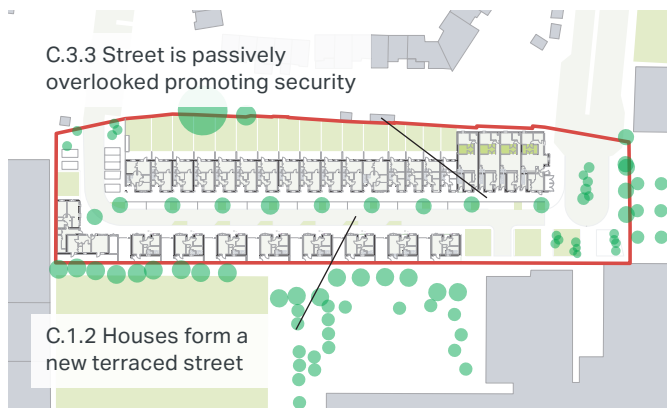 C.3.3 Street is passively
overlooked promoting security
C.1.2 Houses form a
new terraced street